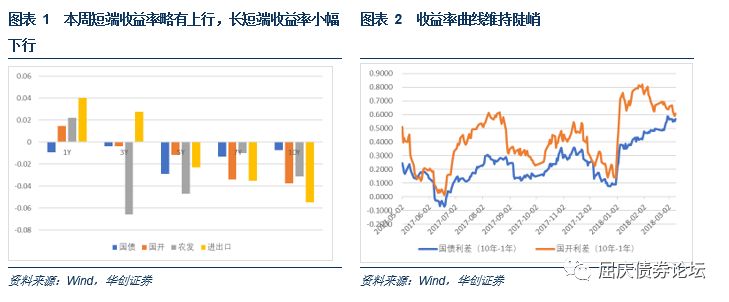 图表 1 本周短端收益率略有上行，长短端收益率小幅
下行
0.06
0.04
0.02
0
-0.02
-0.04
-0.06
-0.08
1Y 3Y 5Y 7Y 10Y
国债 国开 农发 进出口
资料来源：Wind，华创证券
图表 2 收益率曲线维持陡峭
0.9000
0.8000
0.7000
0.6000
0.5000
0.4000
0.3000
0.2000
0.1000
0.0000
-0.1000
2017-05-02 2017-06-02 2017-07-02 2017-08-02 2017-09-02 2017-10-02 2017-11-02 2017-12-02 2018-01-02 2018-02-02 2018-03-02
国债利差（10年-1年） 国开利差（10年-1年）
资料来源：Wind，华创证券
屈庆债券论坛